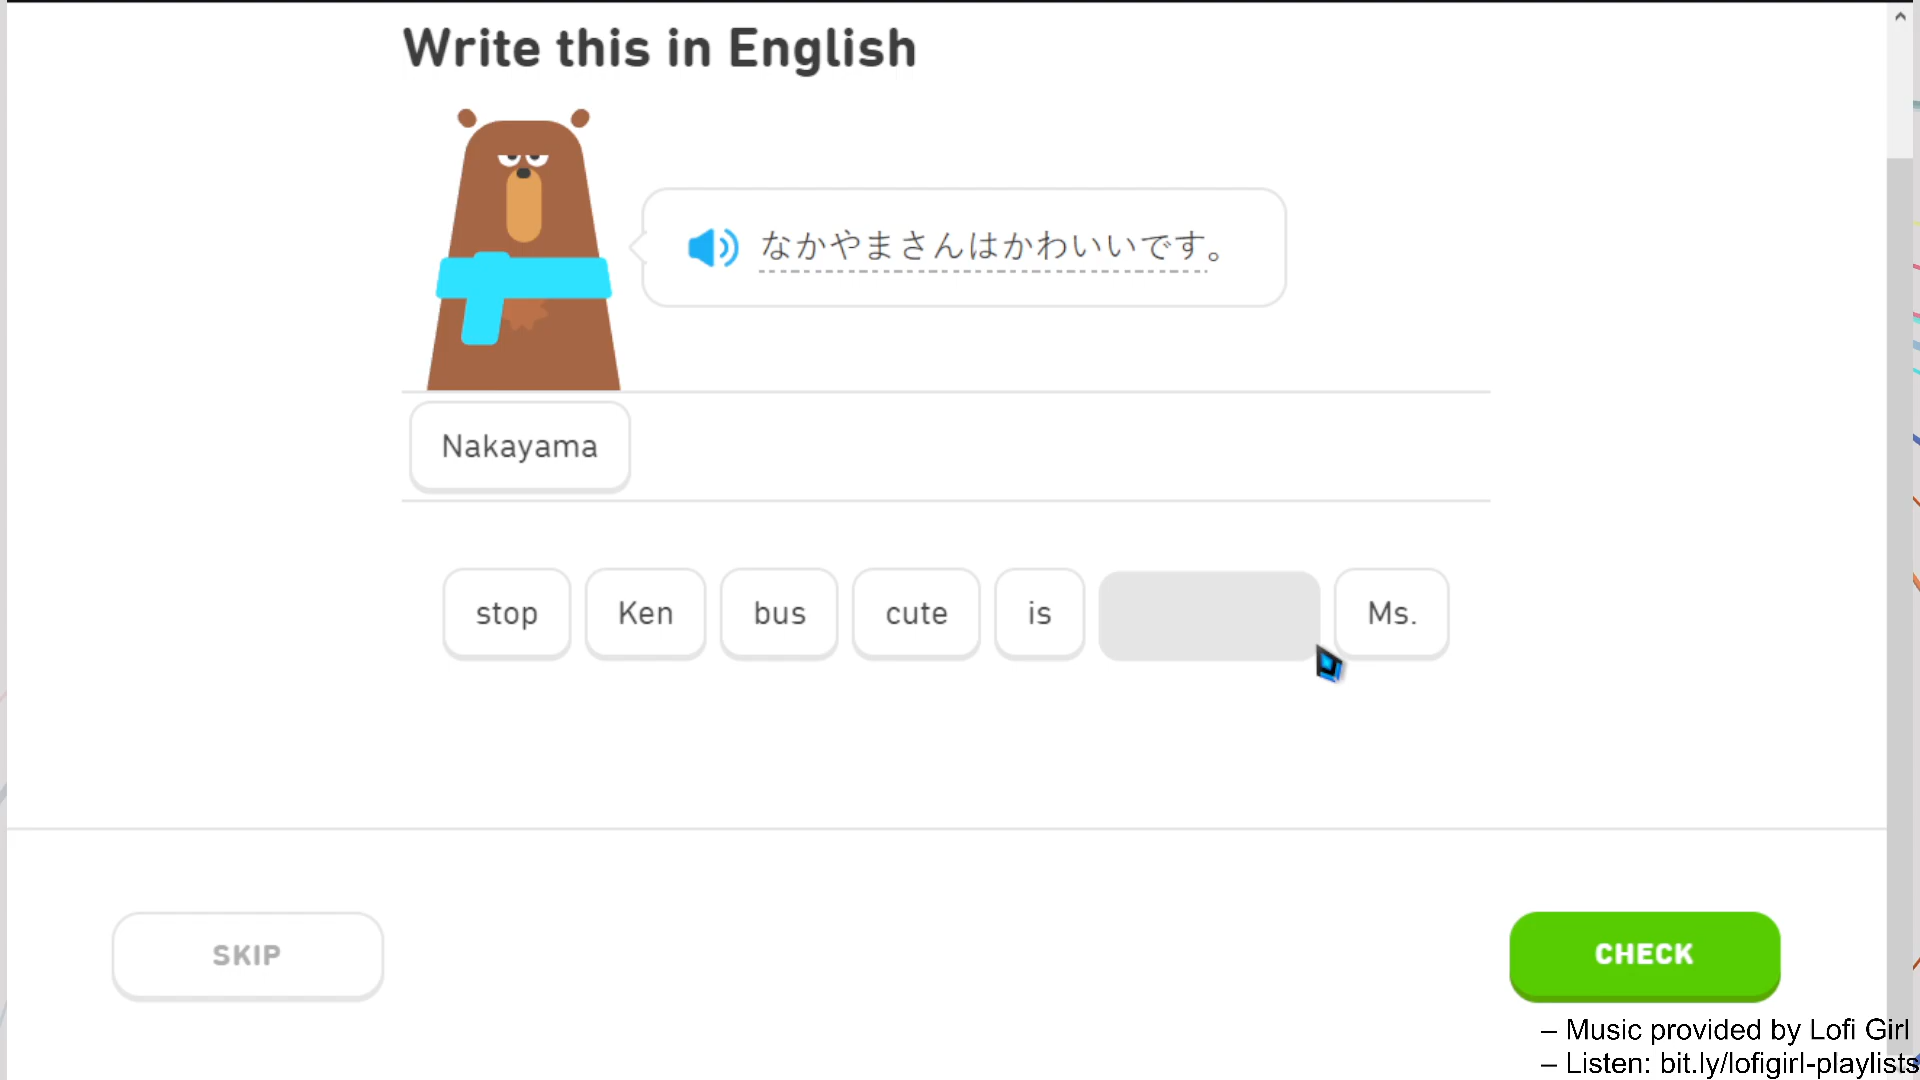 Write this in English
なかやまさんはかわいいです。
Nakayama
stop Ken bus cute is Ms.
SKIP CHECK
– Music provided by Lofi Girl
– Listen: bit.ly/lofigirl-playlists